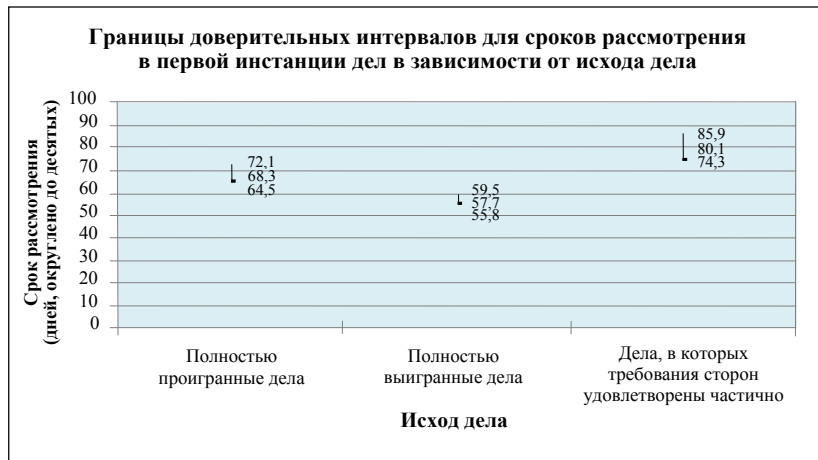 Границы доверительных интервалов для сроков рассмотрения
в первой инстанции дел в зависимости от исхода дела
Срок рассмотрения
(дней, округлено до десятых)
100
90
80
70
60
50
40
30
20
10
0
72,1
68,3
64,5
59,5
57,7
55,8
85,9
80,1
74,3
Полностью
проигранные дела
Полностью
выигранные дела
Дела, в которых
требования сторон
удовлетворены частично
Исход дела